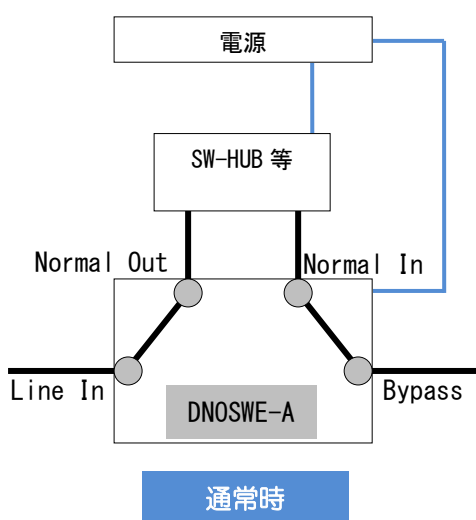 電源
SW-HUB 等
Normal Out
Normal In
Line In
Bypass
DNOSWE-A
通常時